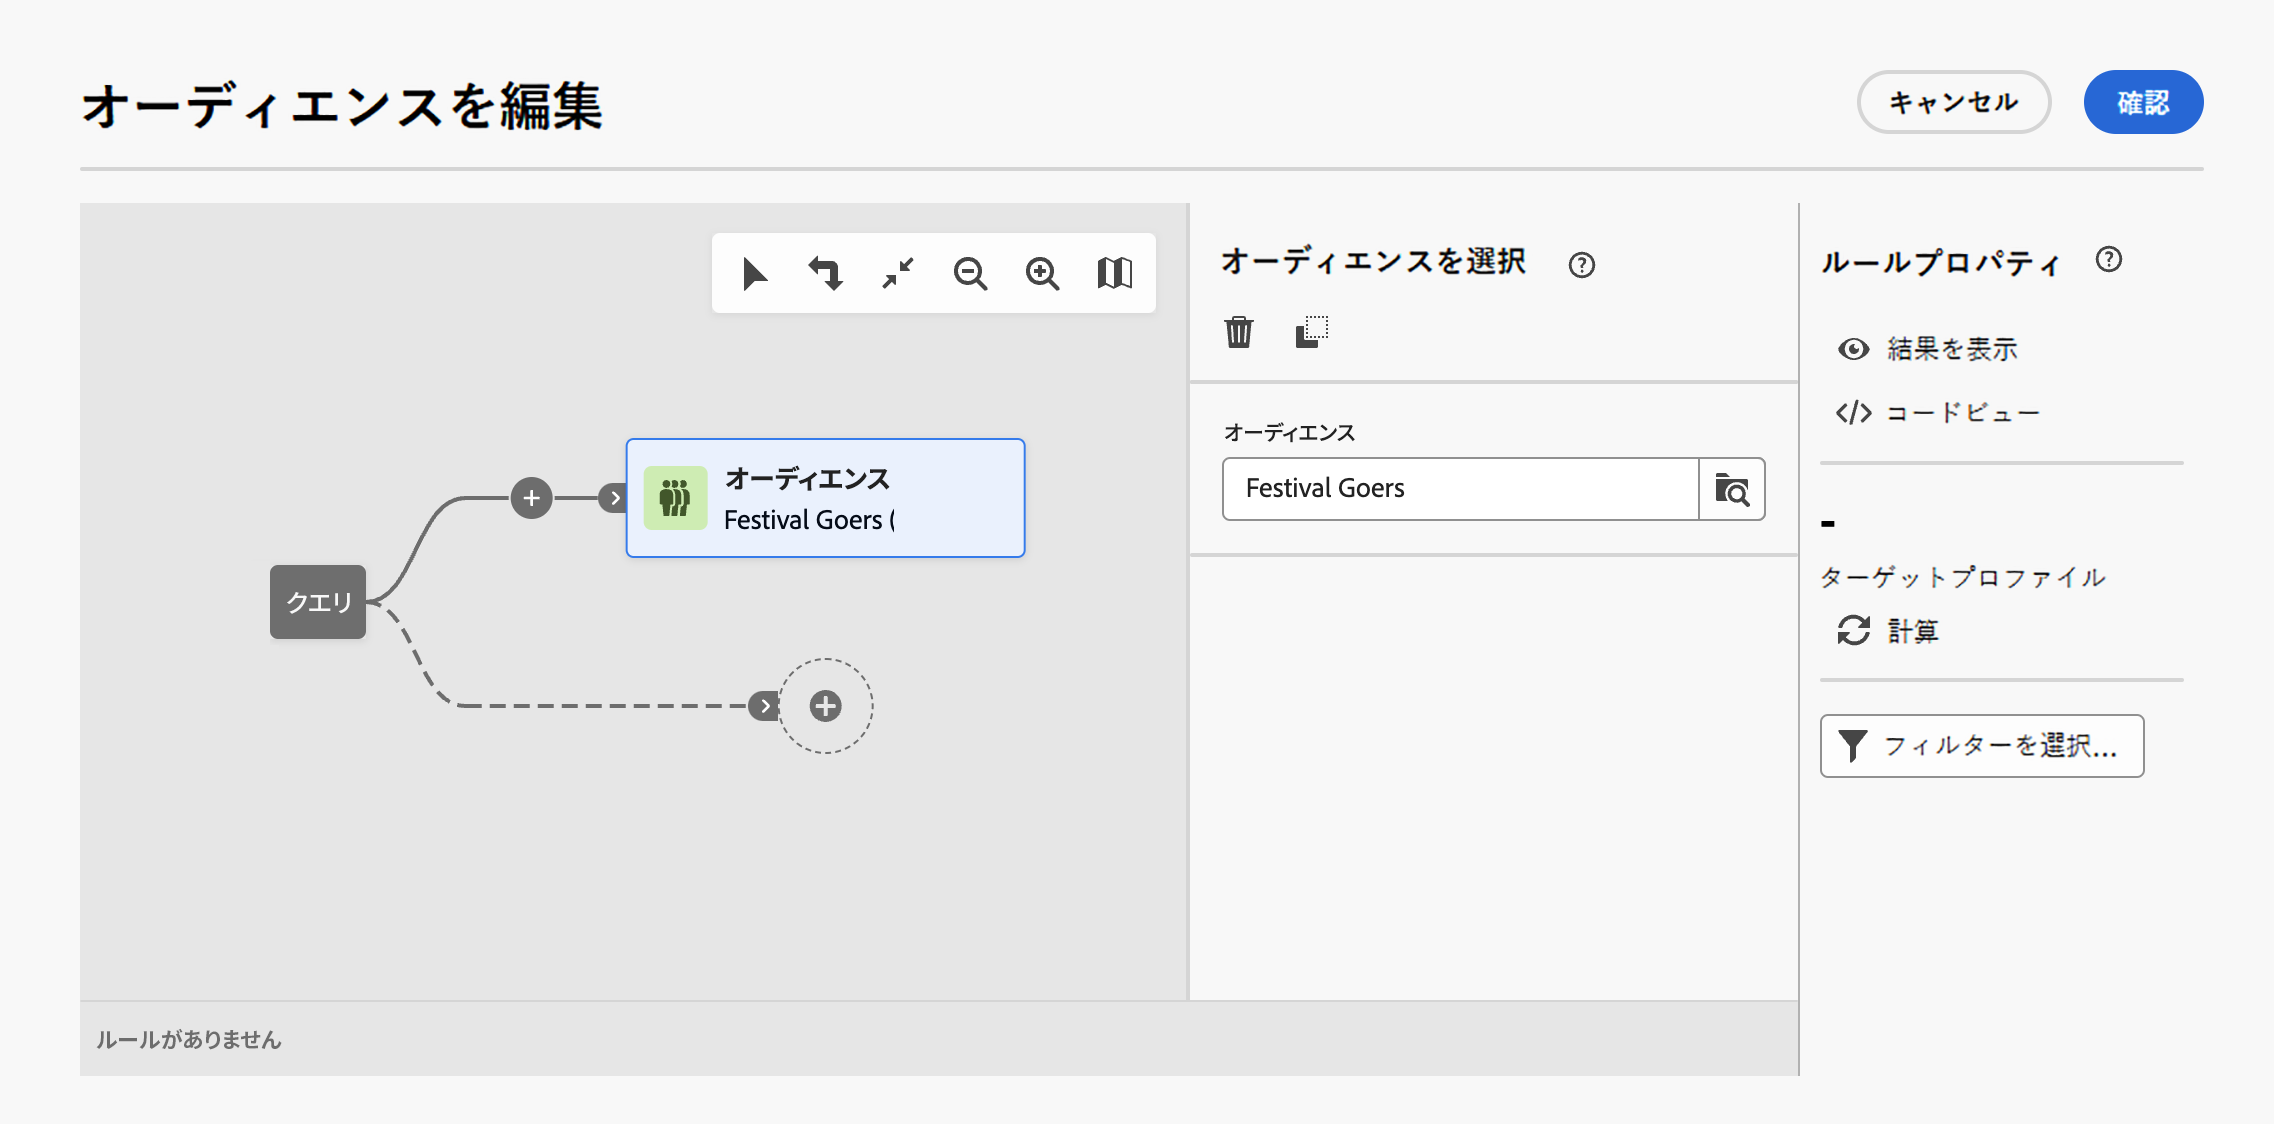 オーディエンスを編集
キャンセル
確認
オーディエンス
Festival Goers (
クエリ
ルールがありません
オーディエンスを選択
オーディエンス
Festival Goers
ルールプロパティ
結果を表示
コードビュー
-
ターゲットプロファイル
計算
フィルターを選択...